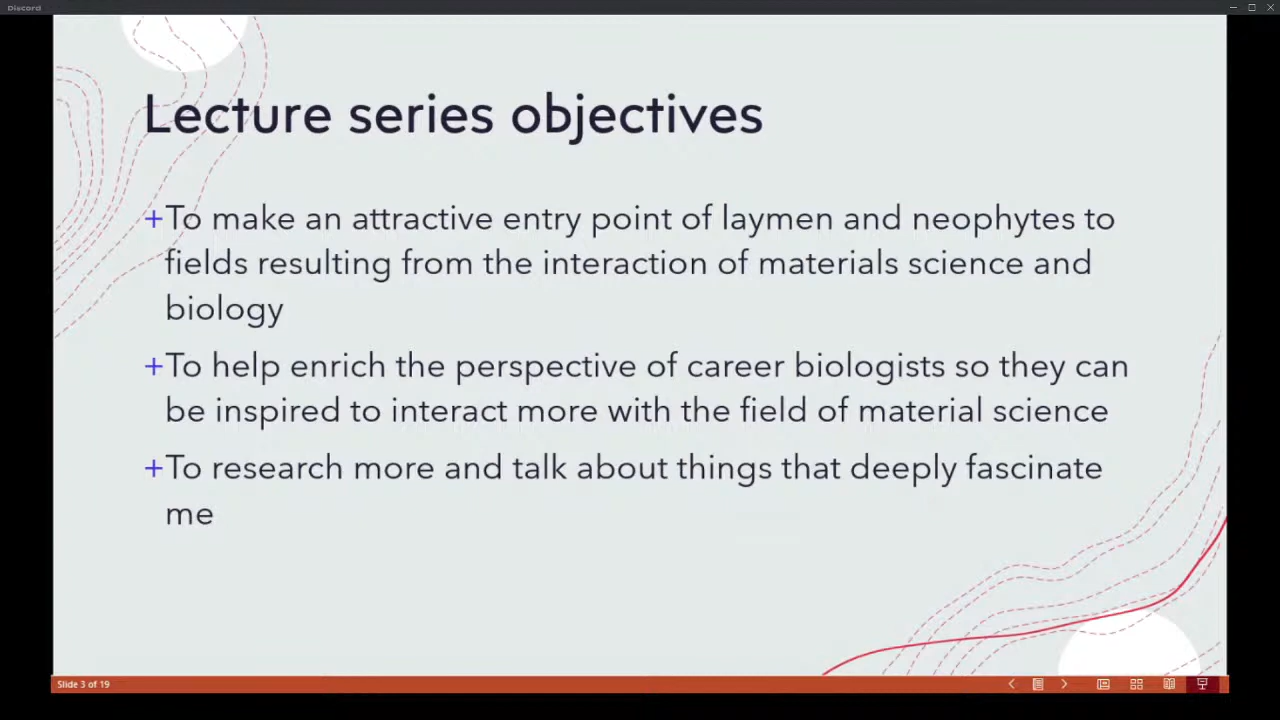 Discord
Lecture series objectives
+To make an attractive entry point of laymen and neophytes to
fields resulting from the interaction of materials science and
biology
+To help enrich the perspective of career biologists so they can
be inspired to interact more with the field of material science
+To research more and talk about things that deeply fascinate
me
Slide 3 of 19